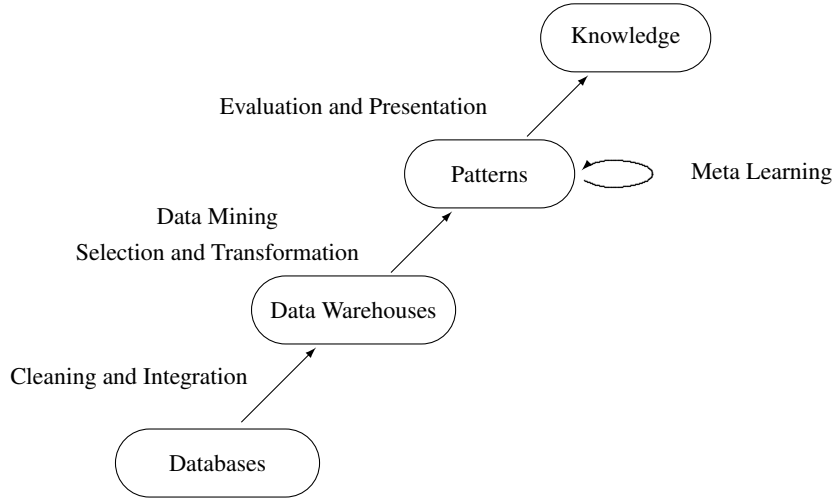 Knowledge
Evaluation and Presentation
Patterns
Meta Learning
Data Mining
Selection and Transformation
Data Warehouses
Cleaning and Integration
Databases